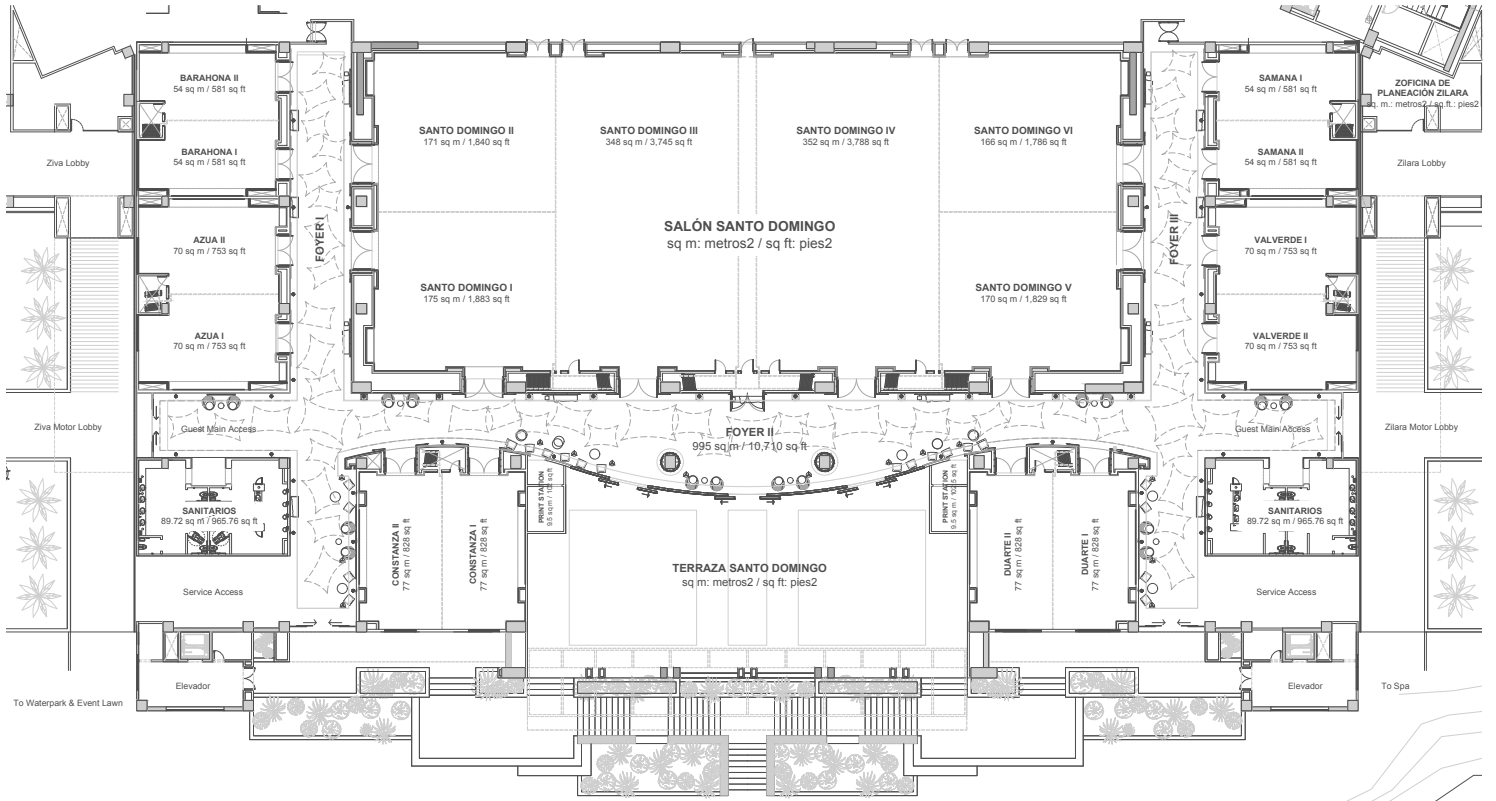 BARAHONA II
54 sq m / 581 sq ft
BARAHONA I
54 sq m / 581 sq ft
Ziva Lobby
AZUA II
70 sq m / 753 sq ft
AZUA I
70 sq m / 753 sq ft
FOYER I
SANTO DOMINGO II
171 sq m / 1,840 sq ft
SANTO DOMINGO III
348 sq m / 3,745 sq ft
SANTO DOMINGO IV
352 sq m / 3,788 sq ft
SANTO DOMINGO VI
166 sq m / 1,786 sq ft
SALÓN SANTO DOMINGO
sq m: metros2 / sq ft: pies2
SANTO DOMINGO I
175 sq m / 1,883 sq ft
SANTO DOMINGO V
170 sq m / 1,829 sq ft
FOYER III
SAMANA I
54 sq m / 581 sq ft
SAMANA II
54 sq m / 581 sq ft
ZOFICINA DE
PLANEACIÓN ZILARA
sq. m.: metros2 / sq.ft.: pies2
Zilara Lobby
VALVERDE I
70 sq m / 753 sq ft
VALVERDE II
70 sq m / 753 sq ft
Ziva Motor Lobby
Guest Main Access
FOYER II
995 sq m / 10,710 sq ft
Guest Main Access
Zilara Motor Lobby
SANITARIOS
89.72 sq m / 965.76 sq ft
CONSTANZA II
77 sq m / 828 sq ft
CONSTANZA I
77 sq m / 828 sq ft
PRINT STATION
TERRAZA SANTO DOMINGO
sq m: metros2 / sq ft: pies2
PRINT STATION
DUARTE II
77 sq m / 828 sq ft
DUARTE I
77 sq m / 828 sq ft
SANITARIOS
89.72 sq m / 965.76 sq ft
Service Access
Service Access
Elevador
Elevador
To Waterpark & Event Lawn
To Spa